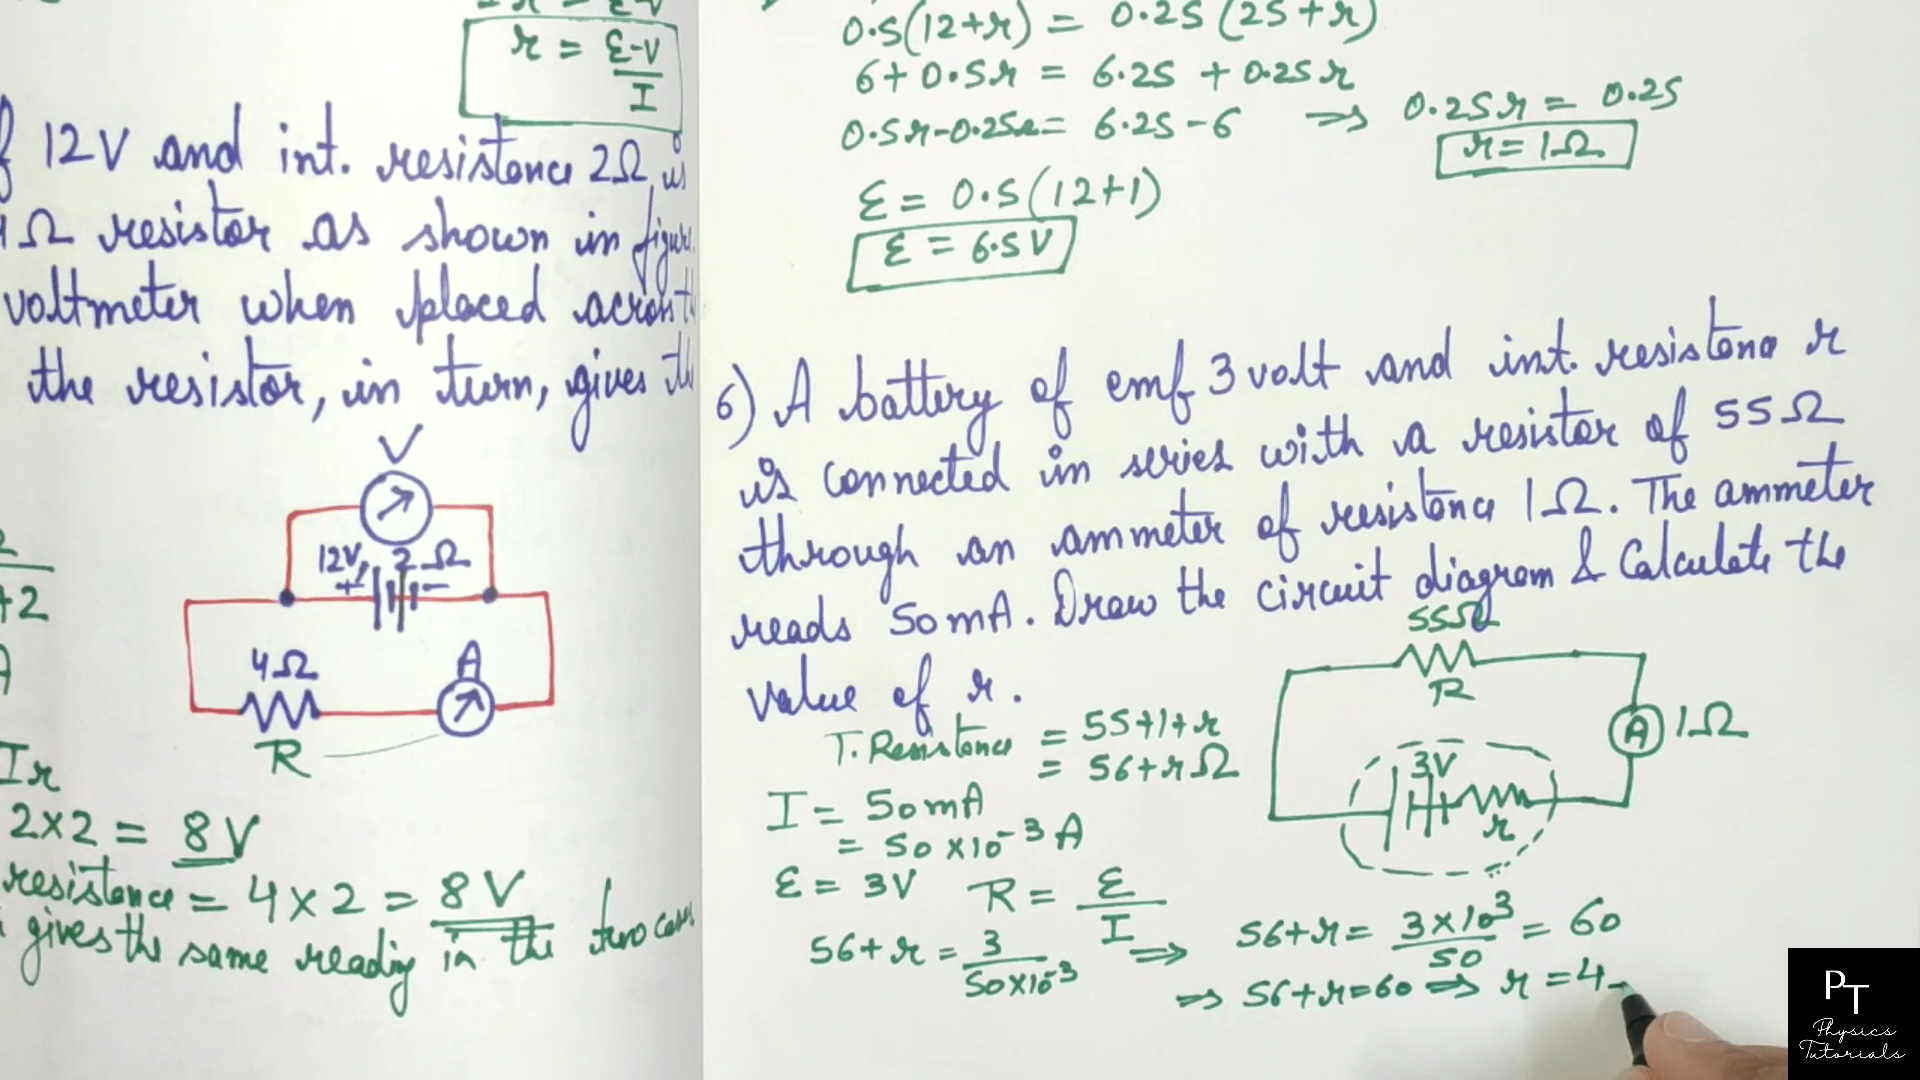 r = ε-V
I
f 12V and int. resistance 2Ω, is
4Ω resistor as shown in figure
voltmeter when placed across th
the resistor, in turn, gives th
V
12V, 2Ω
+ -
4Ω
A
R
+2
A
Ir
2×2 = 8V
resistance = 4×2 = 8V
gives the same reading in the two cases
0.5(12+r) = 0.25(25+r)
6+0.5r = 6.25 + 0.25r
0.5r-0.25r = 6.25-6 ⇒ 0.25r = 0.25
r = 1Ω
ε = 0.5(12+1)
ε = 6.5V
6) A battery of emf 3 volt and int. resistance r
is connected in series with a resistor of 55Ω
through an ammeter of resistance 1Ω. The ammeter
reads 50mA. Draw the circuit diagram & Calculate the
value of r.
55Ω
R
A 1Ω
3V
r
T. Resistance = 55+1+r
= 56+rΩ
I = 50mA
= 50×10-3 A
ε = 3V R = ε
I
56+r = 3
50×10-3
⇒ 56+r = 3×10³ = 60
50
⇒ 56+r=60 ⇒ r = 4
PT
Physics
Tutorials